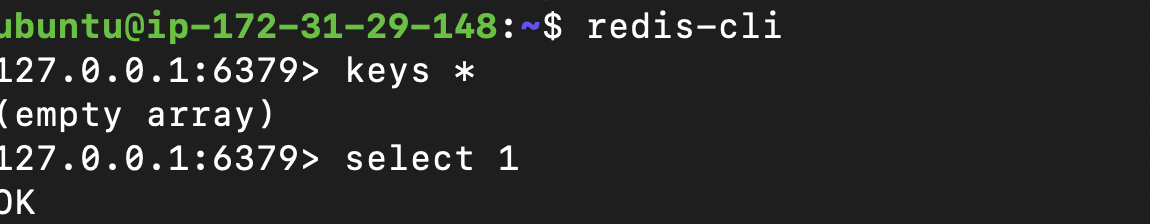 ubuntu@ip-172-31-29-148:~$ redis-cli
127.0.0.1:6379> keys *
(empty array)
127.0.0.1:6379> select 1
OK